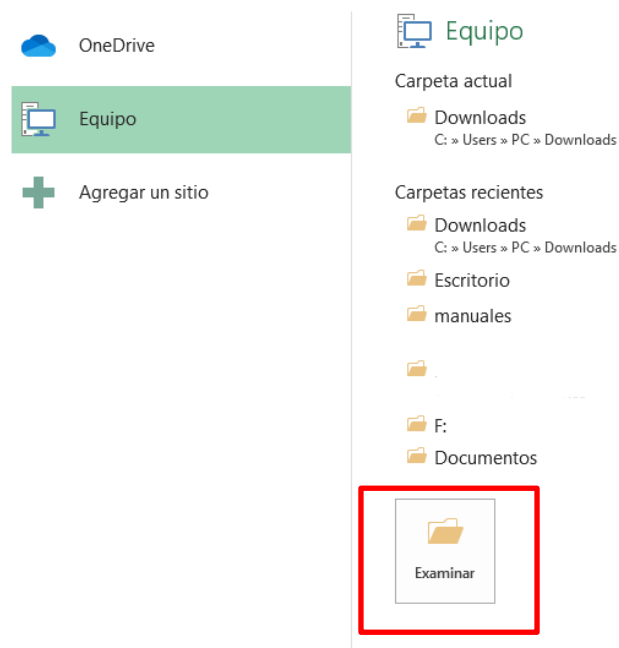 OneDrive
Equipo
Agregar un sitio
Equipo
Carpeta actual
Downloads
C: » Users » PC » Downloads
Carpetas recientes
Downloads
C: » Users » PC » Downloads
Escritorio
manuales
F:
Documentos
Examinar